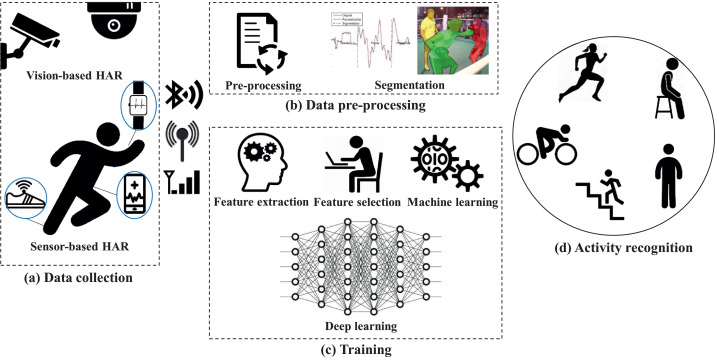 Vision-based HAR
Sensor-based HAR
(a) Data collection
Pre-processing
Segmentation
(b) Data pre-processing
Feature extraction
Feature selection
Machine learning
Deep learning
(c) Training
(d) Activity recognition